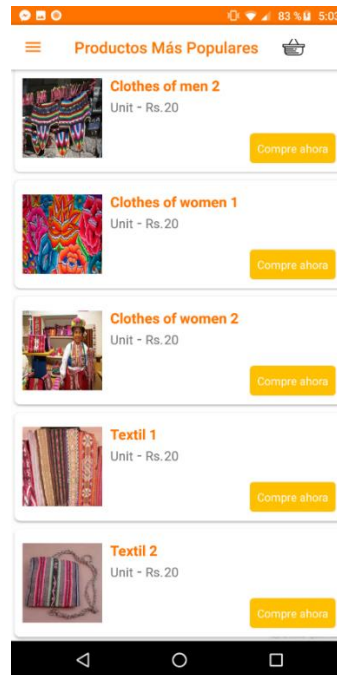 83 % 5:03
Productos Más Populares
Clothes of men 2
Unit - Rs.20
Compre ahora
Clothes of women 1
Unit - Rs.20
Compre ahora
Clothes of women 2
Unit - Rs.20
Compre ahora
Textil 1
Unit - Rs.20
Compre ahora
Textil 2
Unit - Rs.20
Compre ahora